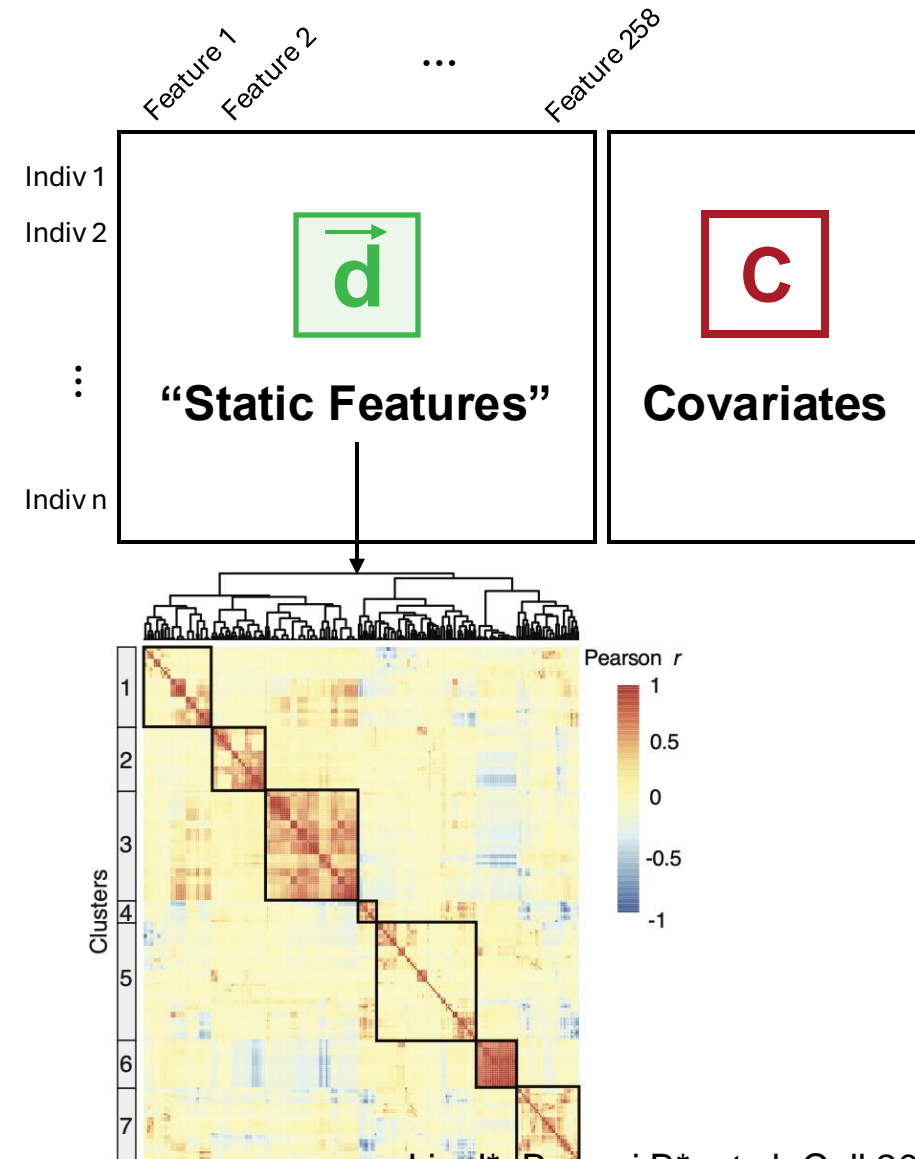 Feature 1
Feature 2
...
Feature 258
Indiv 1
Indiv 2
...
Indiv n
d
“Static Features”
C
Covariates
Pearson r
1
0.5
0
-0.5
-1
Clusters
1
2
3
4
5
6
7